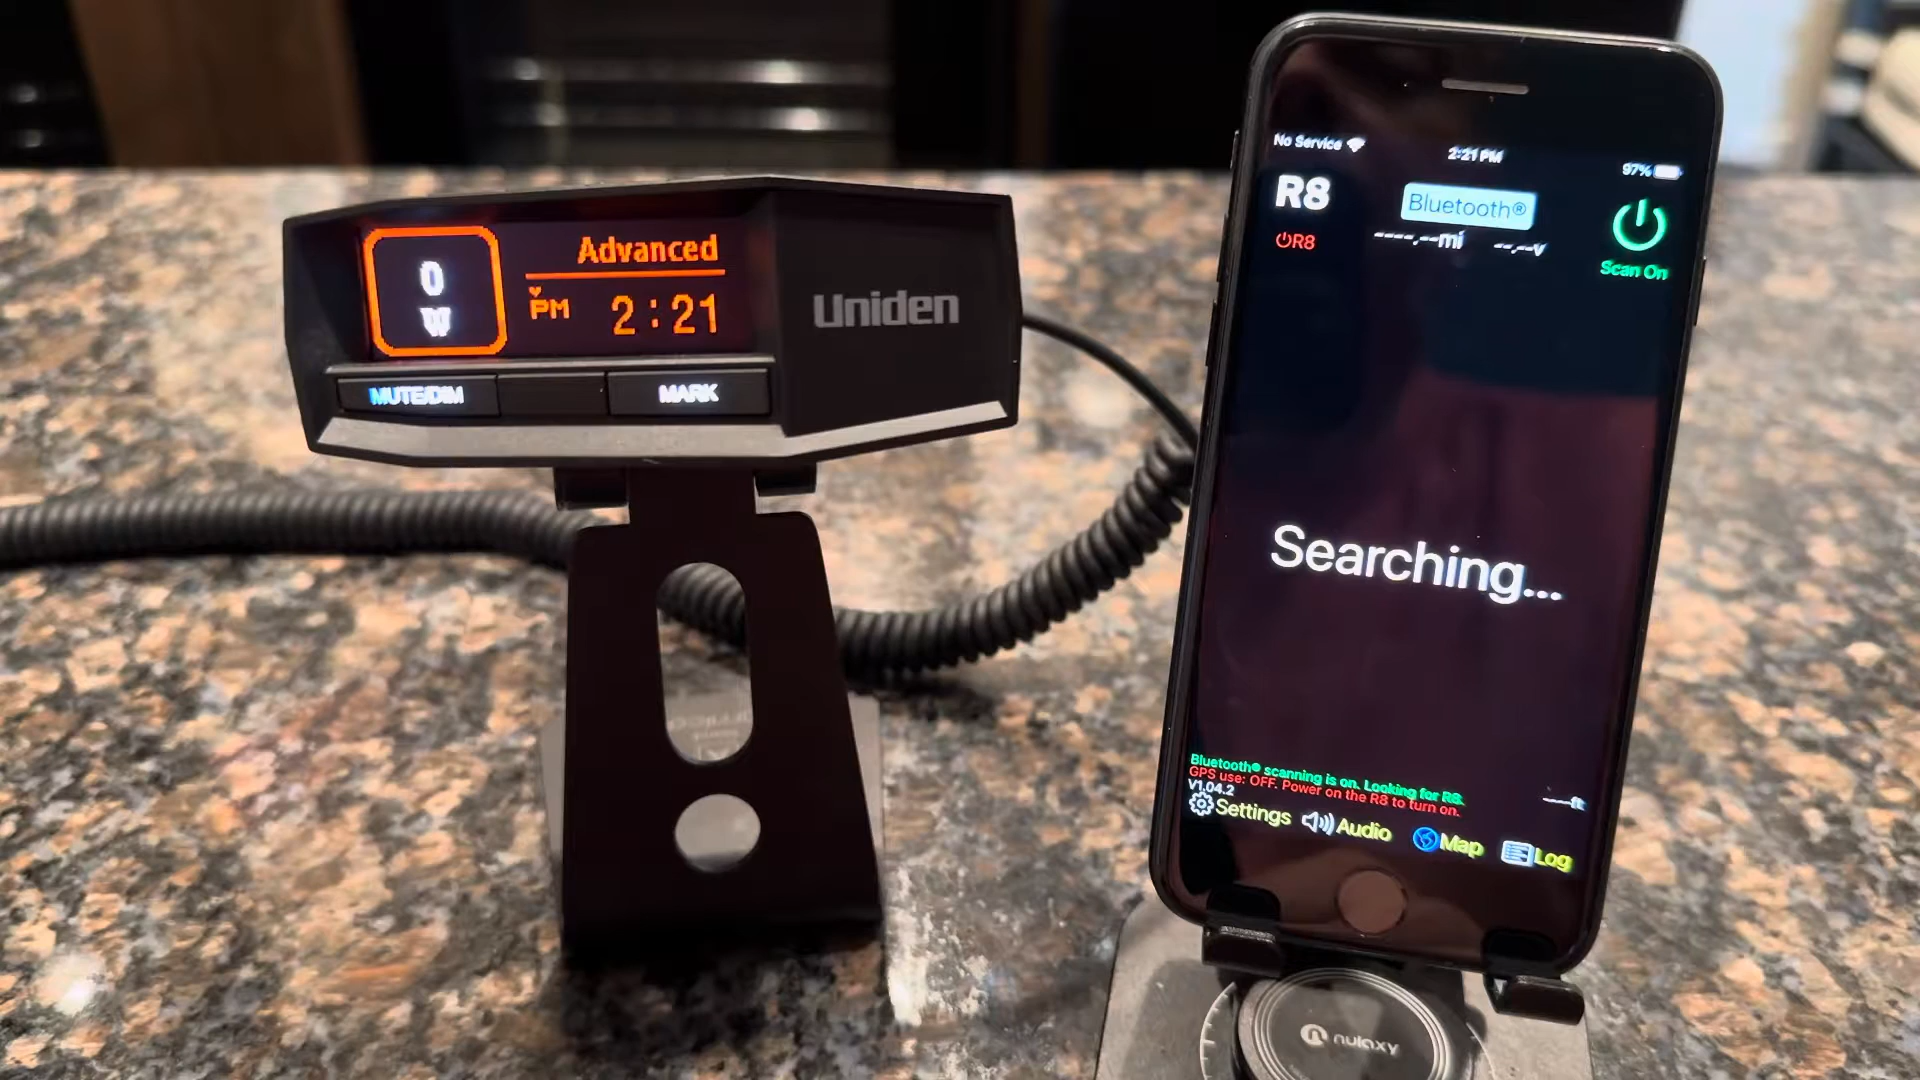 Advanced
0
W
PM 2:21
MUTE/DIM
MARK
Uniden
No Service
2:21 PM
97%
R8
Bluetooth®
R8
----.--mi
--.--v
Scan On
Searching...
Bluetooth® scanning is on. Looking for R8.
GPS use: OFF. Power on the R8 to turn on.
V1.04.2
----ft
Settings
Audio
Map
Log
nulaxy